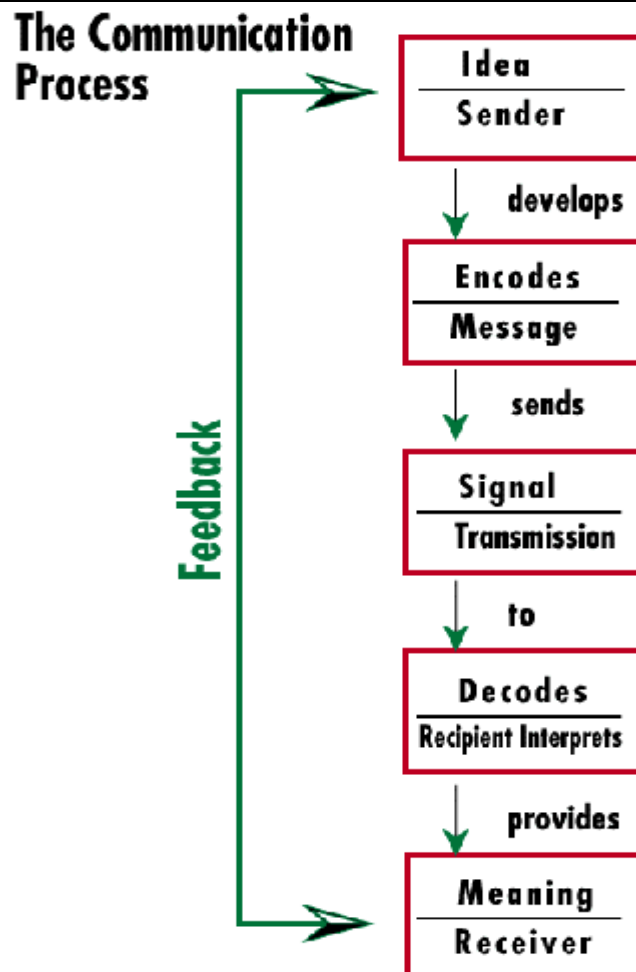 The Communication
Process
Idea
Sender
develops
Encodes
Message
sends
Signal
Transmission
to
Decodes
Recipient Interprets
provides
Meaning
Receiver
Feedback